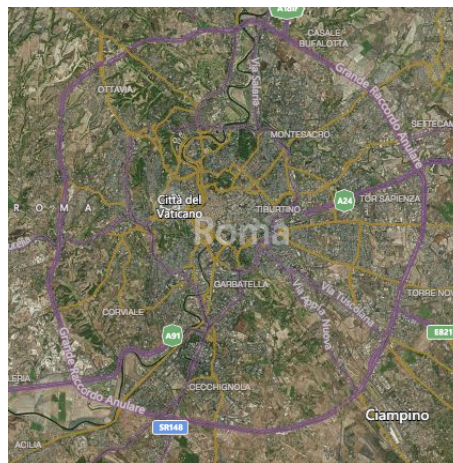 A1dir
CASALE
BUFALOTTA
Via Salaria
Grande Raccordo Anulare
OTTAVIA
SETTECAM
MONTESACRO
R O M A
Città del
Vaticano
A24
TOR SAPIENZA
TIBURTINO
Roma
Via Tuscolana
Via Appia Nuova
GARBATELLA
TORRE NOV
CORVIALE
A91
E821
Grande Raccordo Anulare
LERIA
CECCHIGNOLA
Ciampino
SR148
ACILIA